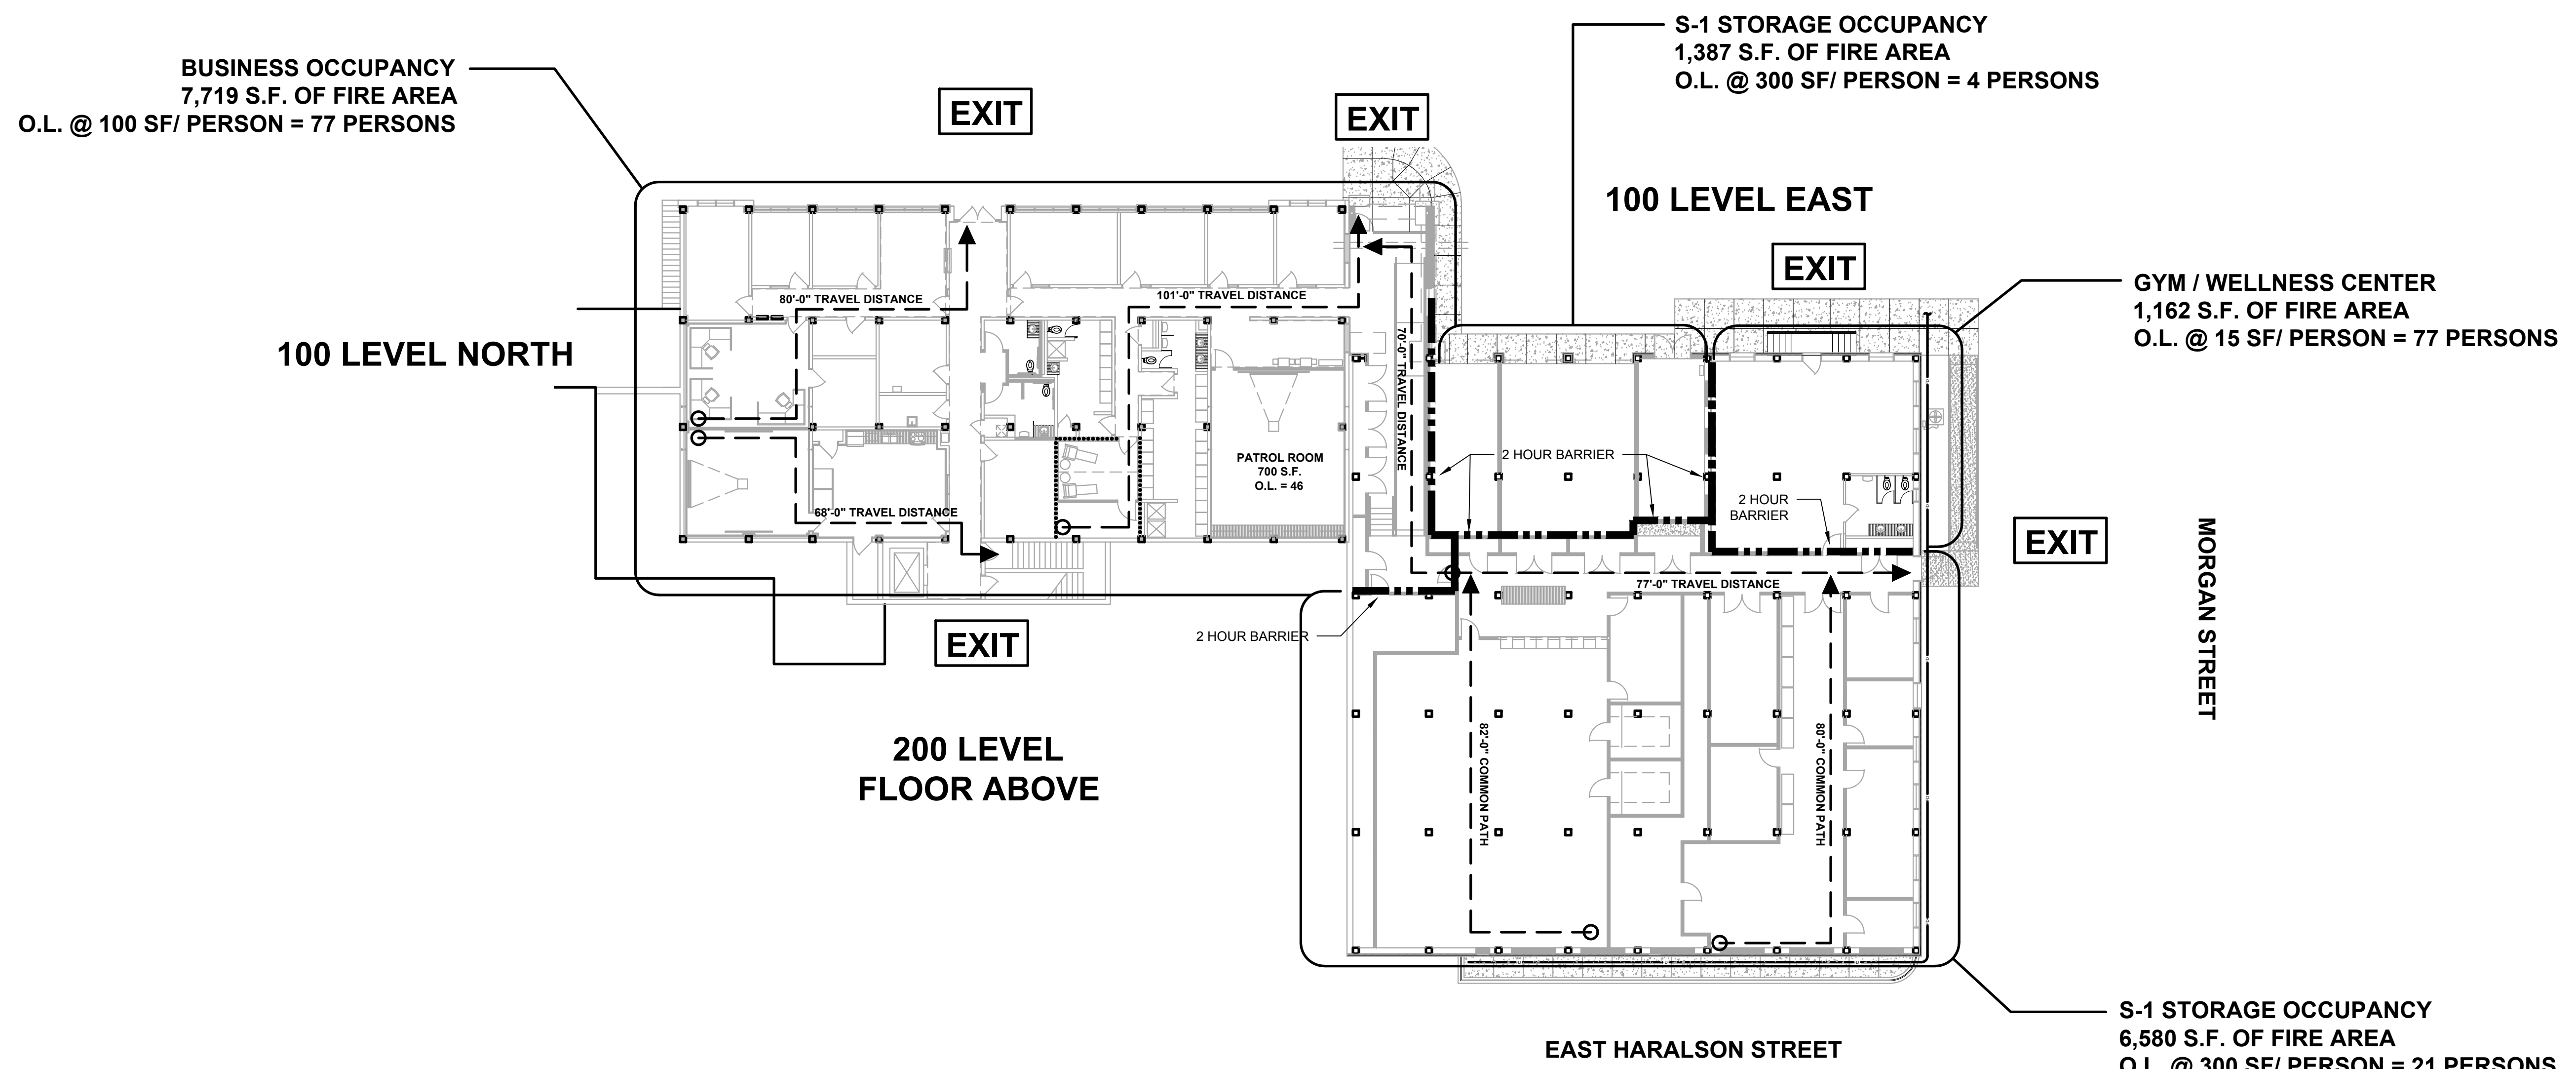 S-1 STORAGE OCCUPANCY
1,387 S.F. OF FIRE AREA
O.L. @ 300 SF/ PERSON = 4 PERSONS
BUSINESS OCCUPANCY
7,719 S.F. OF FIRE AREA
O.L. @ 100 SF/ PERSON = 77 PERSONS
EXIT
EXIT
100 LEVEL EAST
EXIT
GYM / WELLNESS CENTER
1,162 S.F. OF FIRE AREA
O.L. @ 15 SF/ PERSON = 77 PERSONS
80'-0" TRAVEL DISTANCE
101'-0" TRAVEL DISTANCE
100 LEVEL NORTH
70'-0" TRAVEL DISTANCE
PATROL ROOM
700 S.F.
O.L. = 46
2 HOUR BARRIER
2 HOUR
BARRIER
68'-0" TRAVEL DISTANCE
EXIT
MORGAN STREET
77'-0" TRAVEL DISTANCE
2 HOUR BARRIER
EXIT
200 LEVEL
FLOOR ABOVE
82'-0" COMMON PATH
80'-0" COMMON PATH
EAST HARALSON STREET
S-1 STORAGE OCCUPANCY
6,580 S.F. OF FIRE AREA
O.L. @ 300 SF/ PERSON = 21 PERSONS